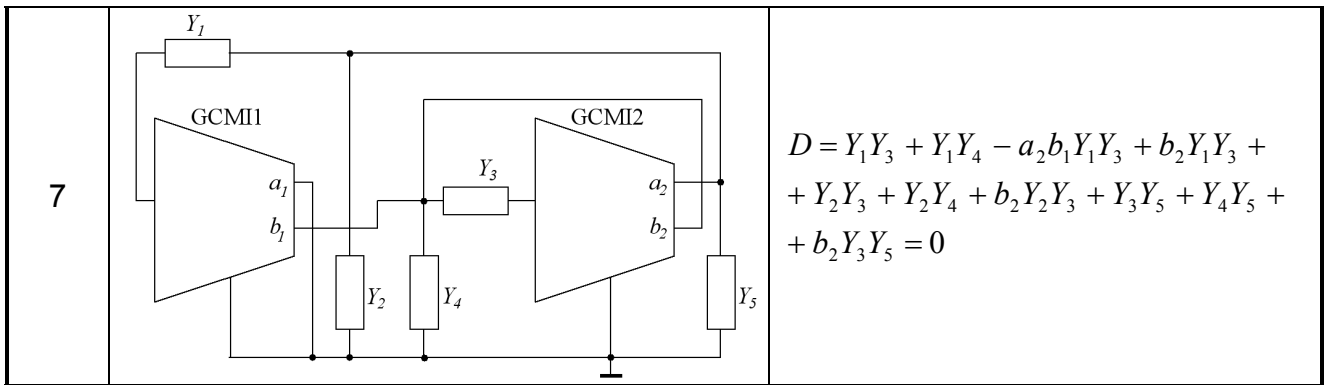 7
Y₁
GCMI1
GCMI2
a₁
b₁
Y₃
a₂
b₂
Y₂
Y₄
Y₅
D = Y₁Y₃ + Y₁Y₄ − a₂b₁Y₁Y₃ + b₂Y₁Y₃ +
+ Y₂Y₃ + Y₂Y₄ + b₂Y₂Y₃ + Y₃Y₅ + Y₄Y₅ +
+ b₂Y₃Y₅ = 0